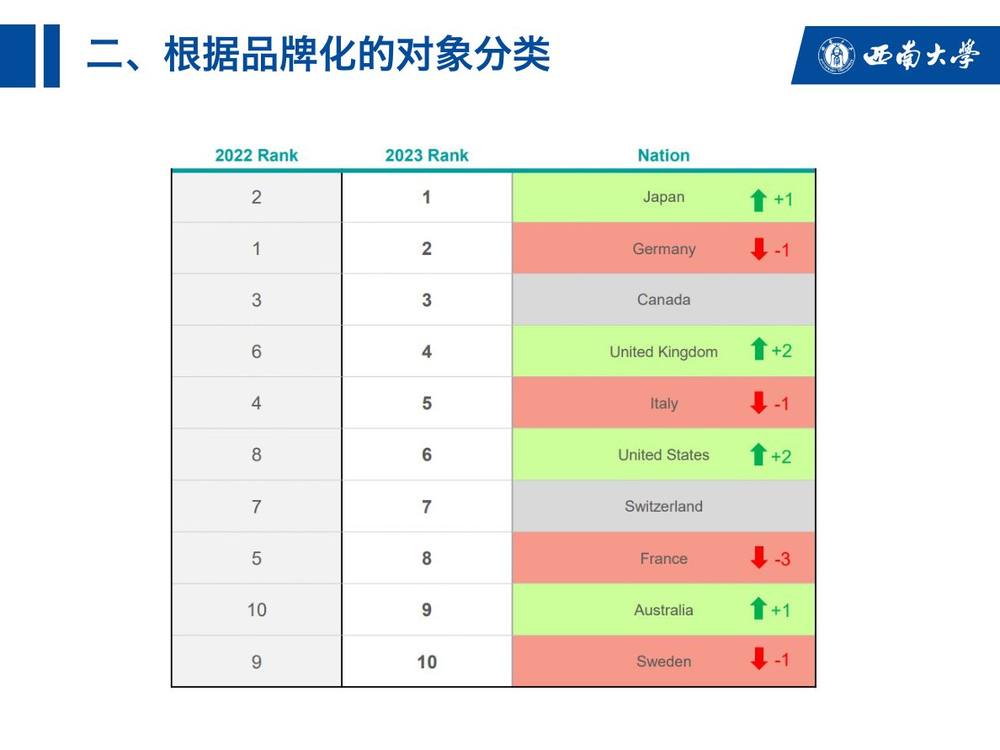 二、根据品牌化的对象分类
西南大學
2022 Rank 2023 Rank Nation
2 1 Japan +1
1 2 Germany -1
3 3 Canada
6 4 United Kingdom +2
4 5 Italy -1
8 6 United States +2
7 7 Switzerland
5 8 France -3
10 9 Australia +1
9 10 Sweden -1